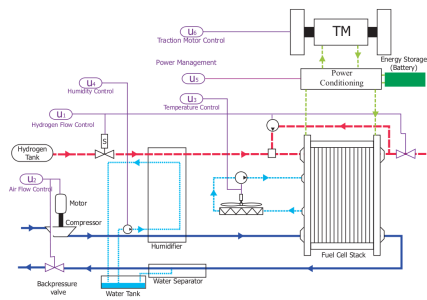 u₆
Traction Motor Control
TM
Energy Storage
(Battery)
Power Management
u₄
Humidity Control
u₅
Power
Conditioning
u₃
Temperature Control
u₁
Hydrogen Flow Control
S
Hydrogen
Tank
u₂
Air Flow Control
Motor
Compressor
Humidifier
Fuel Cell Stack
Backpressure
valve
Water Tank
Water Separator